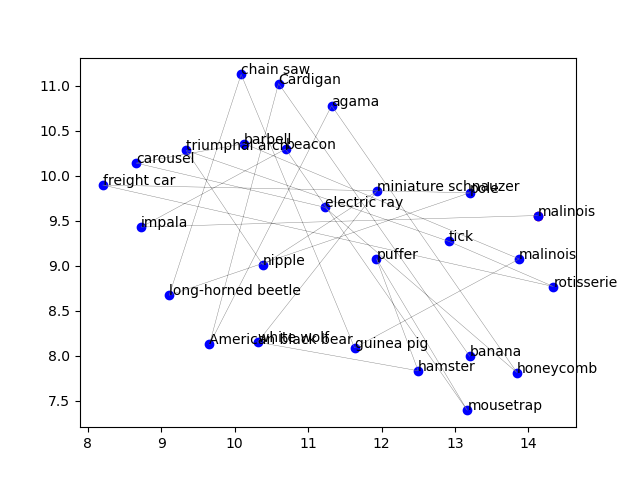 11.0
10.5
10.0
9.5
9.0
8.5
8.0
7.5
chain saw
Cardigan
agama
barbell
triumphal arch
beacon
carousel
freight car
miniature schnauzer
pole
electric ray
malinois
impala
tick
puffer
malinois
nipple
rotisserie
long-horned beetle
American black bear
white wolf
guinea pig
banana
hamster
honeycomb
mousetrap
8
9
10
11
12
13
14